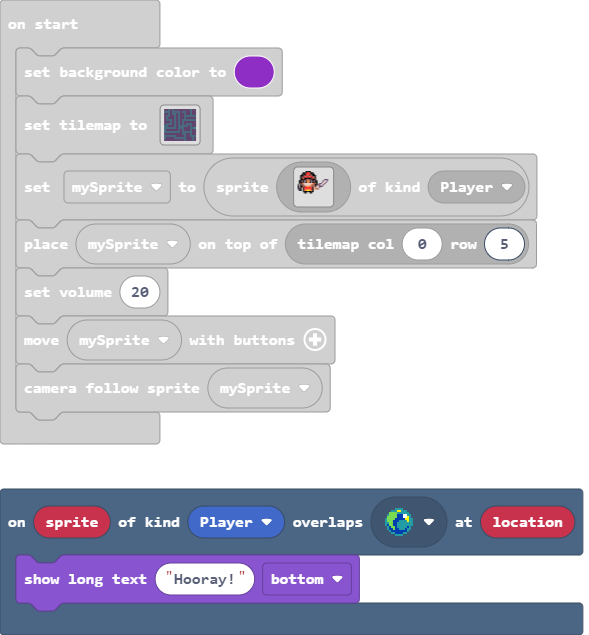 on start
set background color to
set tilemap to
set mySprite to sprite of kind Player
place mySprite on top of tilemap col 0 row 5
set volume 20
move mySprite with buttons
camera follow sprite mySprite
on sprite of kind Player overlaps at location
show long text "Hooray!" bottom